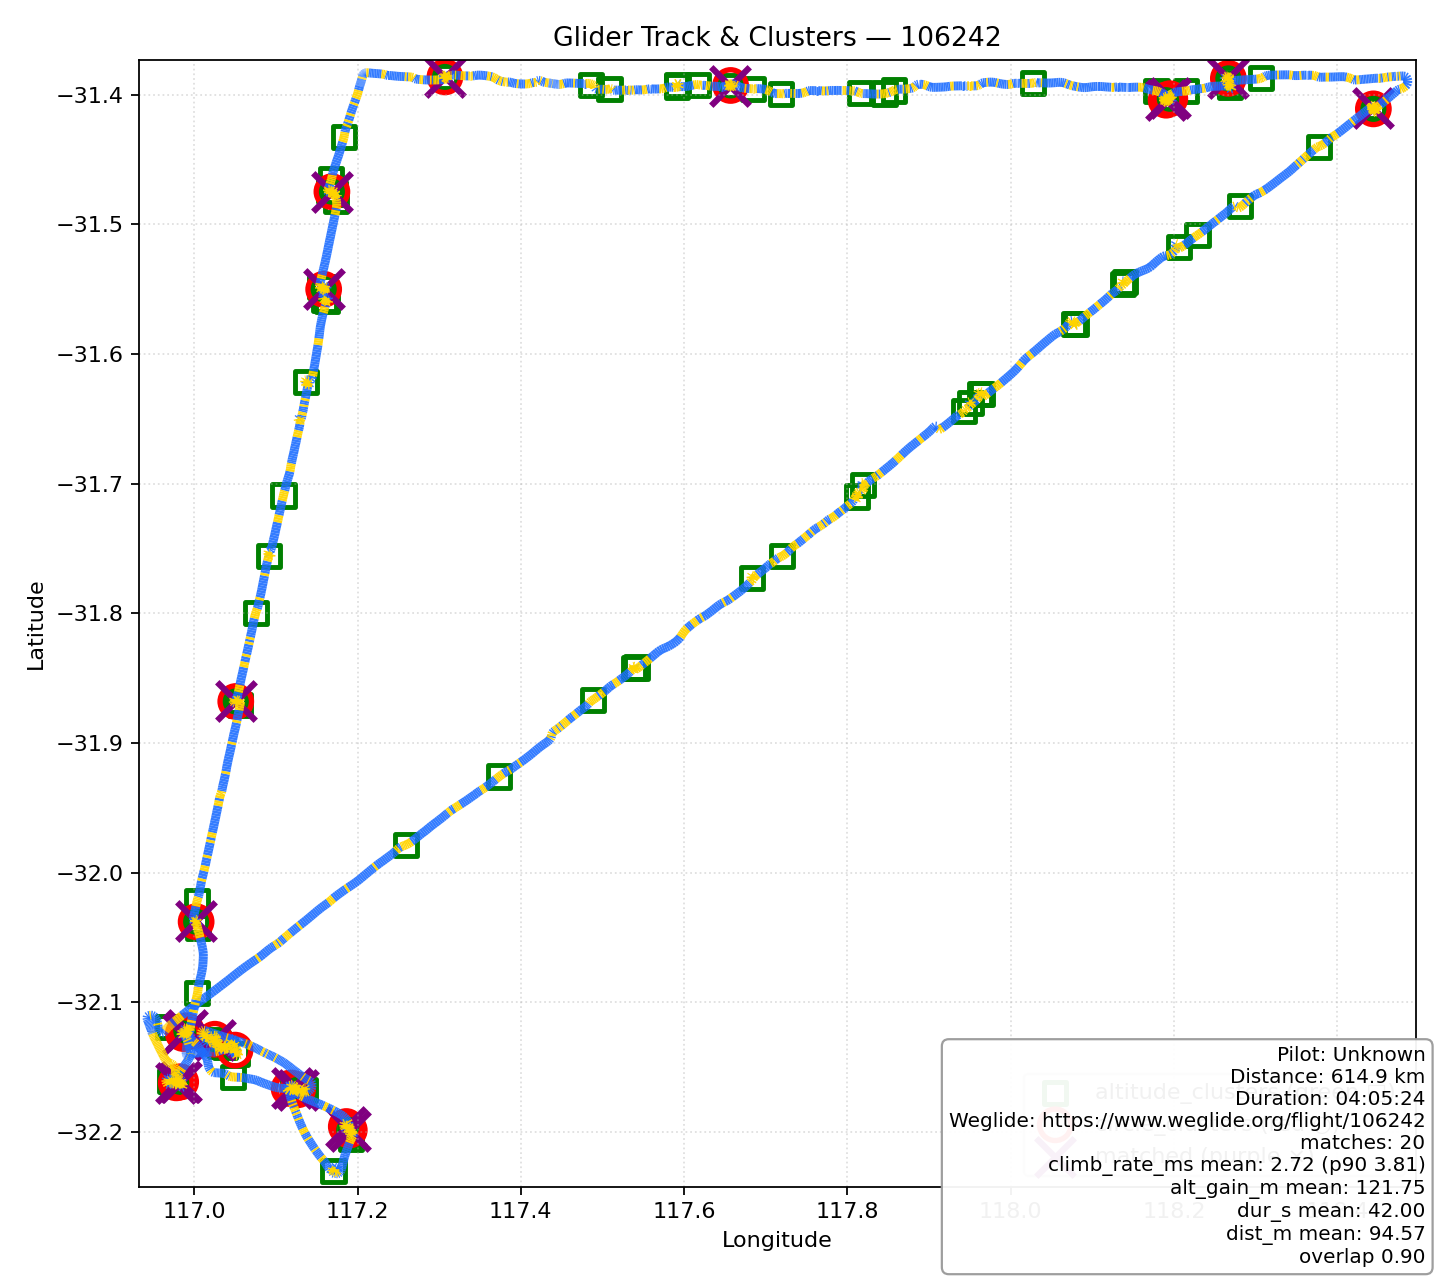 Glider Track & Clusters — 106242
−31.4
−31.5
−31.6
−31.7
−31.8
−31.9
−32.0
−32.1
−32.2
Latitude
117.0
117.2
117.4
117.6
117.8
118.0
118.2
Longitude
Pilot: Unknown
Distance: 614.9 km
Duration: 04:05:24
Weglide: https://www.weglide.org/flight/106242
matches: 20
climb_rate_ms mean: 2.72 (p90 3.81)
alt_gain_m mean: 121.75
dur_s mean: 42.00
dist_m mean: 94.57
overlap 0.90